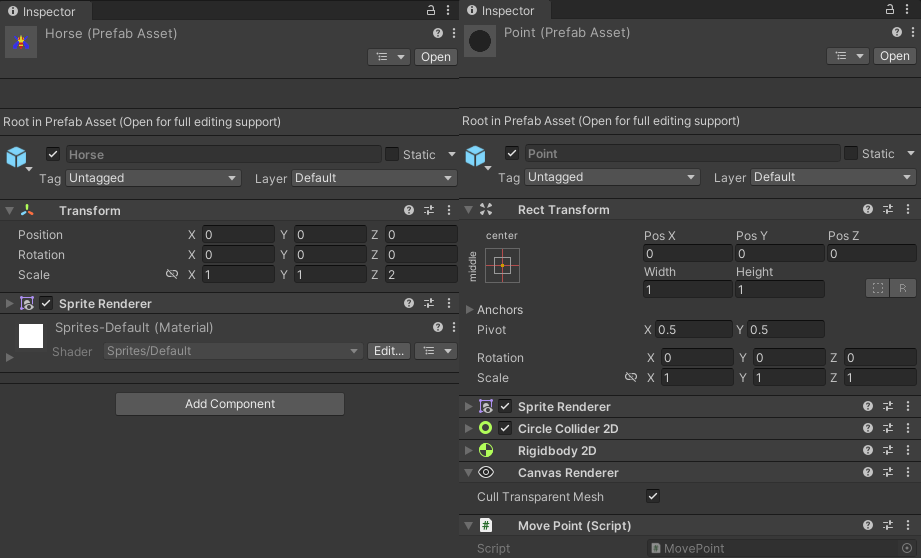 Inspector
Horse (Prefab Asset)
Open
Root in Prefab Asset (Open for full editing support)
Horse
Static
Tag Untagged Layer Default
Transform
Position X 0 Y 0 Z 0
Rotation X 0 Y 0 Z 0
Scale X 1 Y 1 Z 2
Sprite Renderer
Sprites-Default (Material)
Shader Sprites/Default Edit...
Add Component
Inspector
Point (Prefab Asset)
Open
Root in Prefab Asset (Open for full editing support)
Point
Static
Tag Untagged Layer Default
Rect Transform
center
middle
Pos X Pos Y Pos Z
0 0 0
Width Height
1 1
R
Anchors
Pivot X 0.5 Y 0.5
Rotation X 0 Y 0 Z 0
Scale X 1 Y 1 Z 1
Sprite Renderer
Circle Collider 2D
Rigidbody 2D
Canvas Renderer
Cull Transparent Mesh
# Move Point (Script)
Script MovePoint